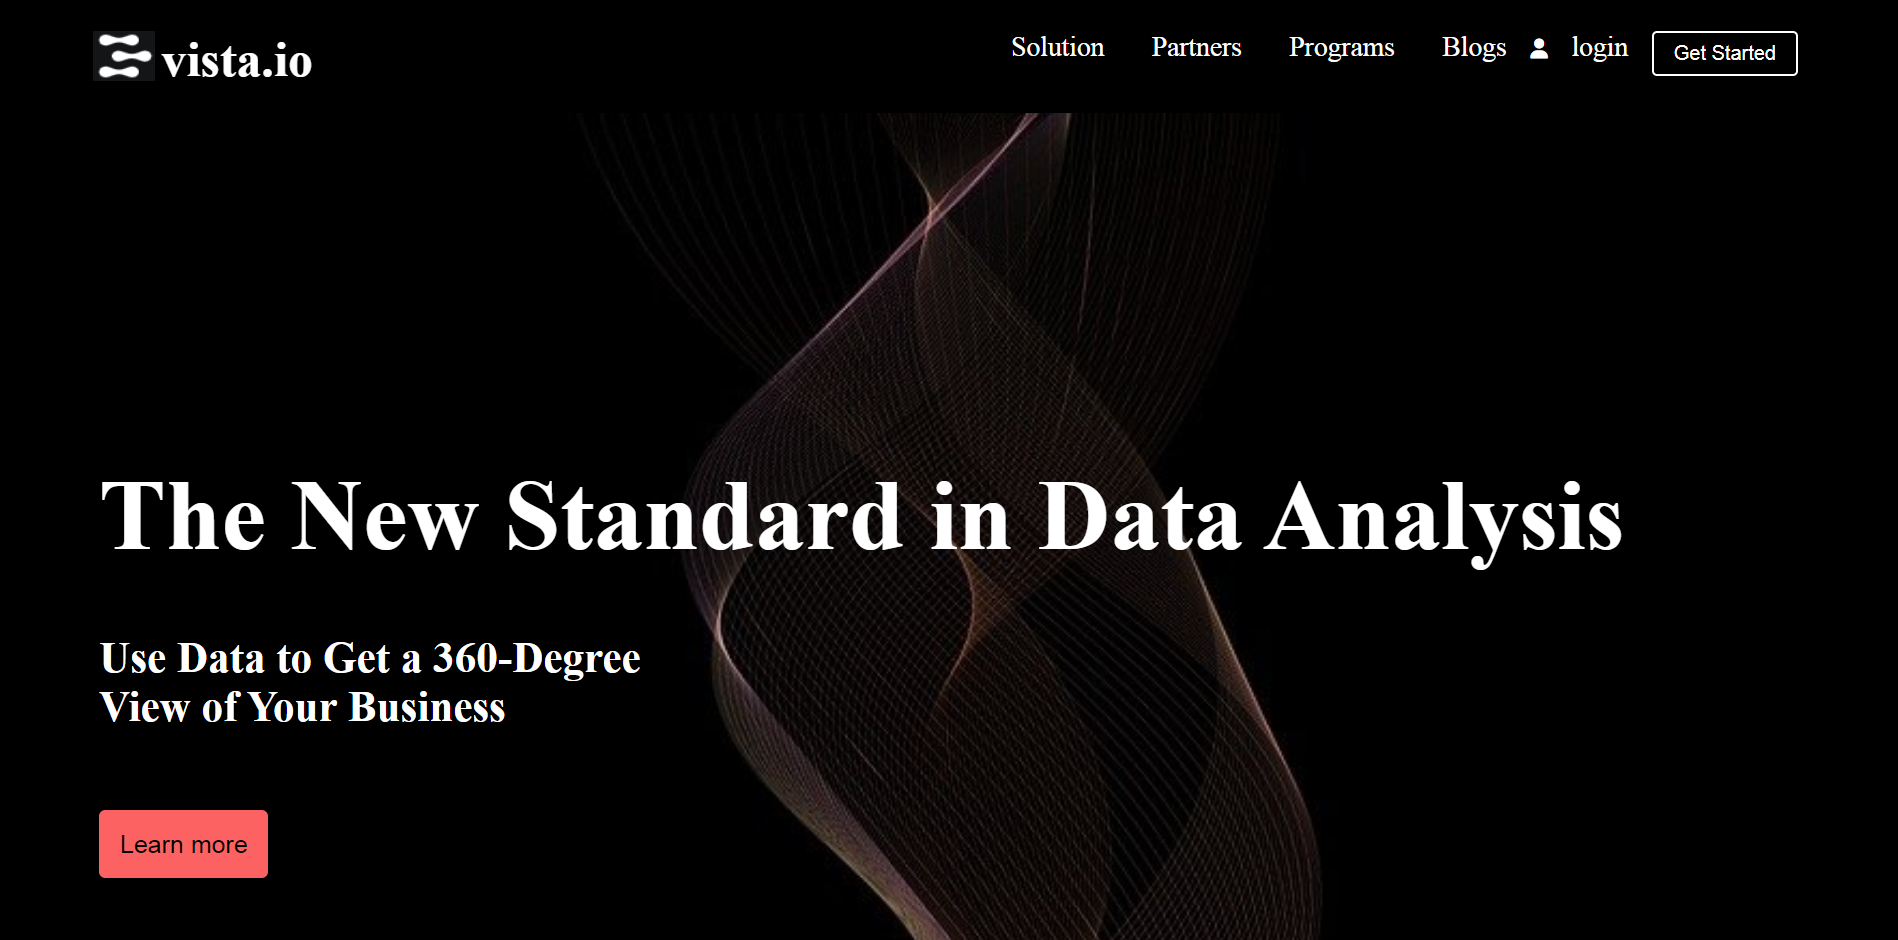 vista.io
Solution Partners Programs Blogs login Get Started
The New Standard in Data Analysis
Use Data to Get a 360-Degree
View of Your Business
Learn more